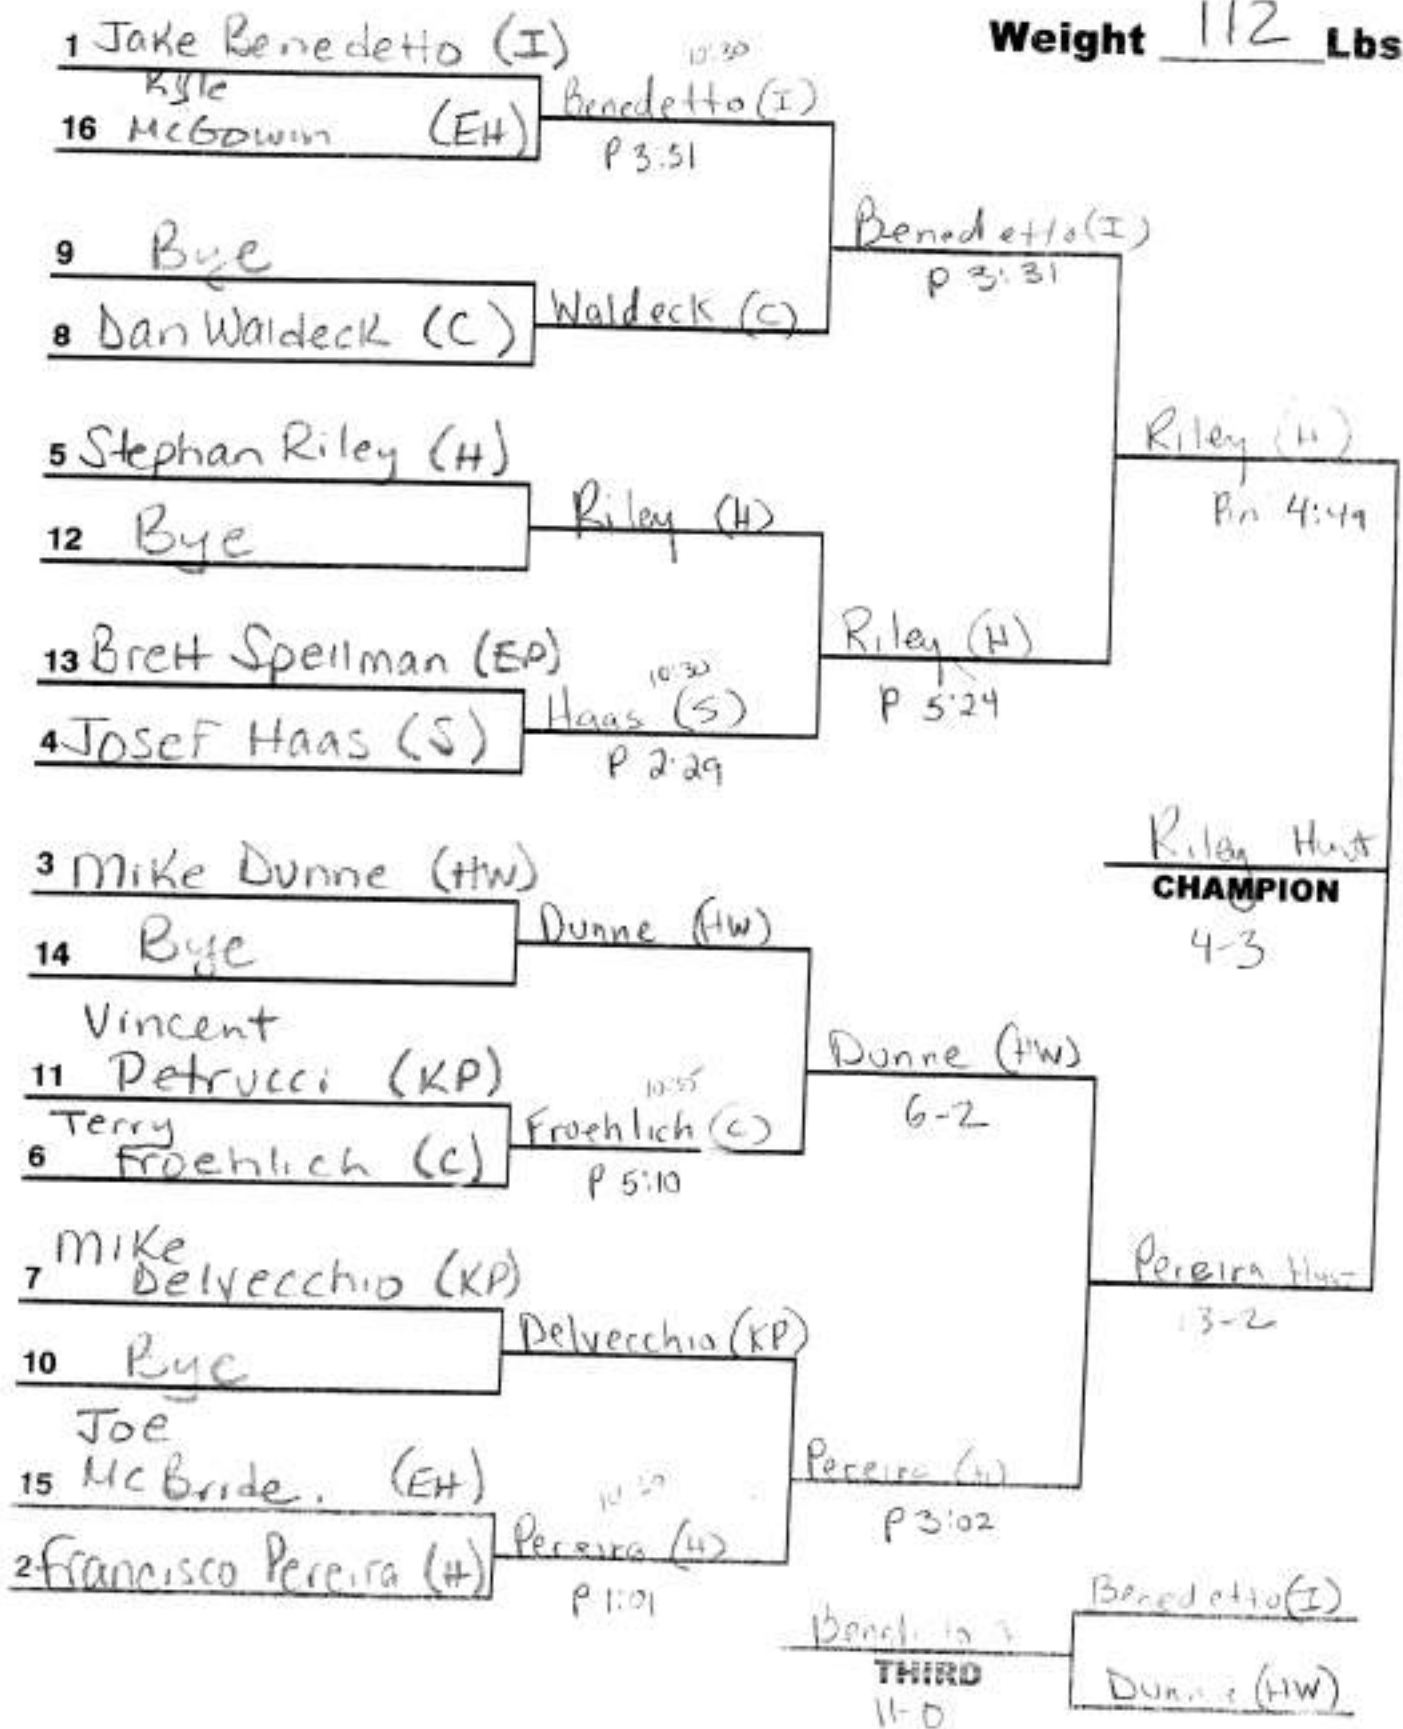 Weight 112 Lbs
1 Jake Benedetto (I)
10:30
Kyle
16 McGowin (EH)
Benedetto (I)
P 3:51
9 Bye
8 Dan Waldeck (C)
Waldeck (C)
Benedetto (I)
P 3:31
5 Stephan Riley (H)
12 Bye
Riley (H)
Riley (H)
Pin 4:49
13 Brett Spellman (EP)
4 Josef Haas (S)
10:30
Haas (S)
P 2:29
Riley (H)
P 5:24
Riley Hunt
CHAMPION
4-3
3 Mike Dunne (HW)
14 Bye
Dunne (HW)
Vincent
11 Petrucci (KP)
Terry
6 Froehlich (C)
Froehlich (C)
P 5:10
Dunne (HW)
6-2
Mike
7 Delvecchio (KP)
10 Bye
Delvecchio (KP)
Pereira
Joe
15 McBride. (EH)
2 Francisco Pereira (H)
Pereira (H)
P 1:01
Pereira (H)
P 3:02
Benedetto (I)
Dunne (HW)
THIRD
11-0